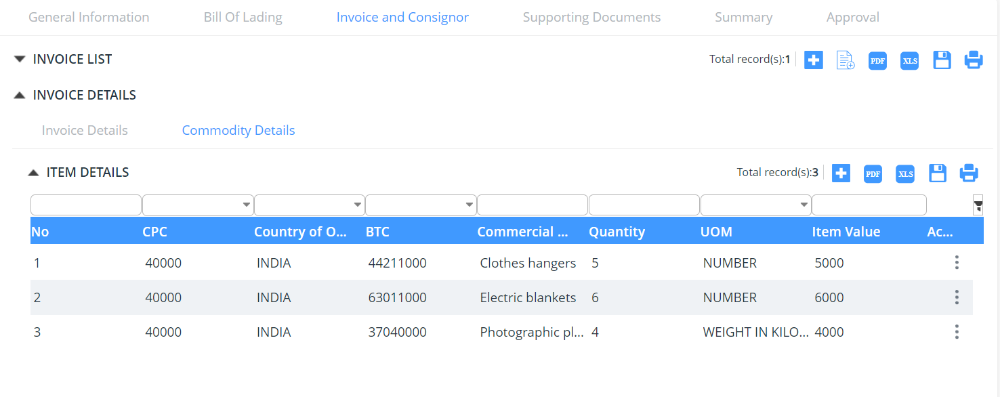 General Information Bill Of Lading Invoice and Consignor Supporting Documents Summary Approval
INVOICE LIST Total record(s):1 PDF XLS
INVOICE DETAILS
Invoice Details Commodity Details
ITEM DETAILS Total record(s):3 PDF XLS
No CPC Country of O... BTC Commercial ... Quantity UOM Item Value Ac...
1 40000 INDIA 44211000 Clothes hangers 5 NUMBER 5000
2 40000 INDIA 63011000 Electric blankets 6 NUMBER 6000
3 40000 INDIA 37040000 Photographic pl... 4 WEIGHT IN KILO... 4000